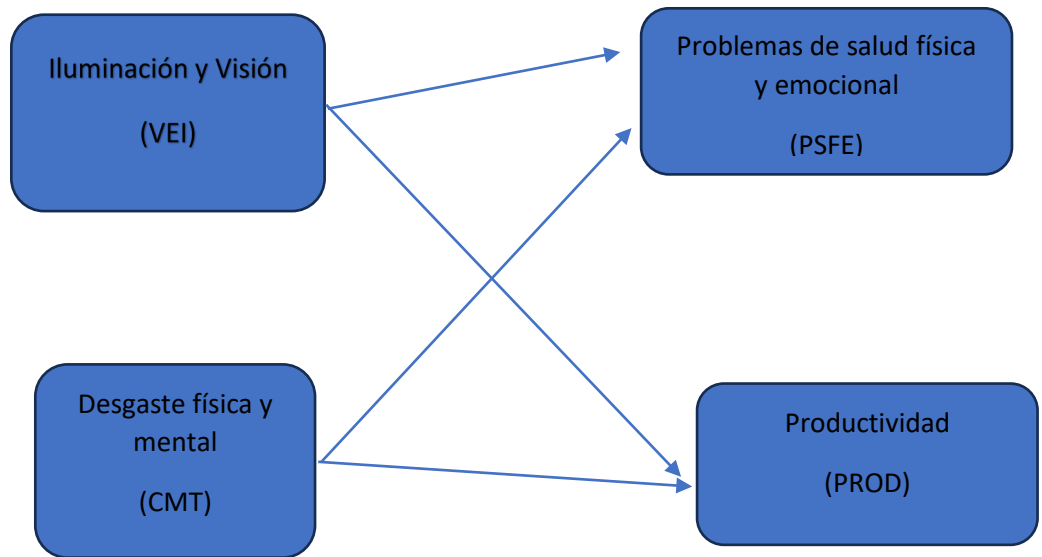 Iluminación y Visión
(VEI)
Problemas de salud física
y emocional
(PSFE)
Desgaste física y
mental
(CMT)
Productividad
(PROD)